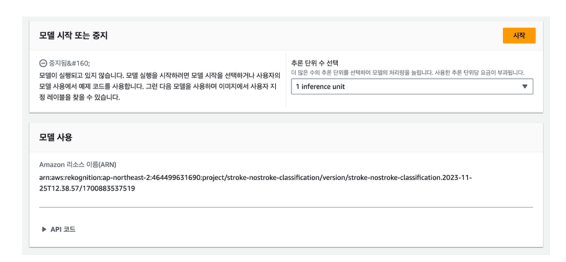 모델 시작 또는 중지
시작
중지됨&#160;
모델이 실행되고 있지 않습니다. 모델 실행을 시작하려면 모델 시작을 선택하거나 사용자의
모델 사용에서 예제 코드를 사용합니다. 그런 다음 모델을 사용하여 이미지에서 사용자 지
정 레이블을 찾을 수 있습니다.
추론 단위 수 선택
더 많은 수의 추론 단위를 선택하여 모델의 처리량을 늘립니다. 사용한 추론 단위당 요금이 부과됩니다.
1 inference unit
모델 사용
Amazon 리소스 이름(ARN)
arn:aws:rekognition:ap-northeast-2:464499631690:project/stroke-nostroke-classification/version/stroke-nostroke-classification.2023-11-
25T12.38.57/1700883537519
API 코드